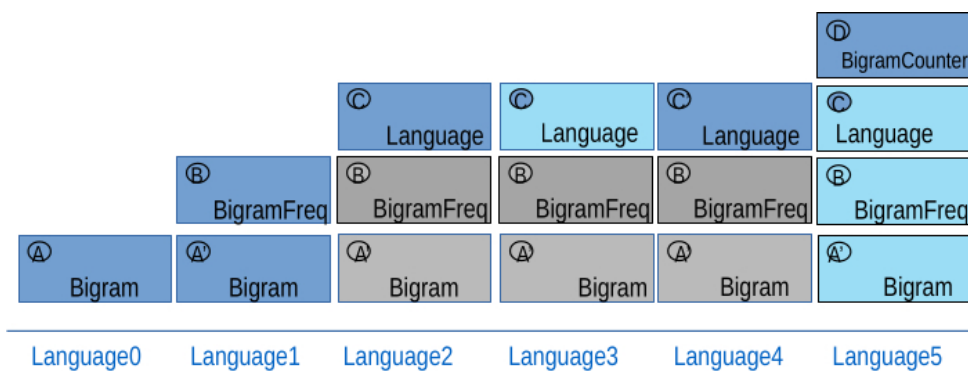 D
BigramCounter
C
Language
C
Language
C'
Language
C
Language
B
BigramFreq
B
BigramFreq
B
BigramFreq
B
BigramFreq
B
BigramFreq
A
Bigram
A'
Bigram
A'
Bigram
A
Bigram
A'
Bigram
A'
Bigram
Language0
Language1
Language2
Language3
Language4
Language5